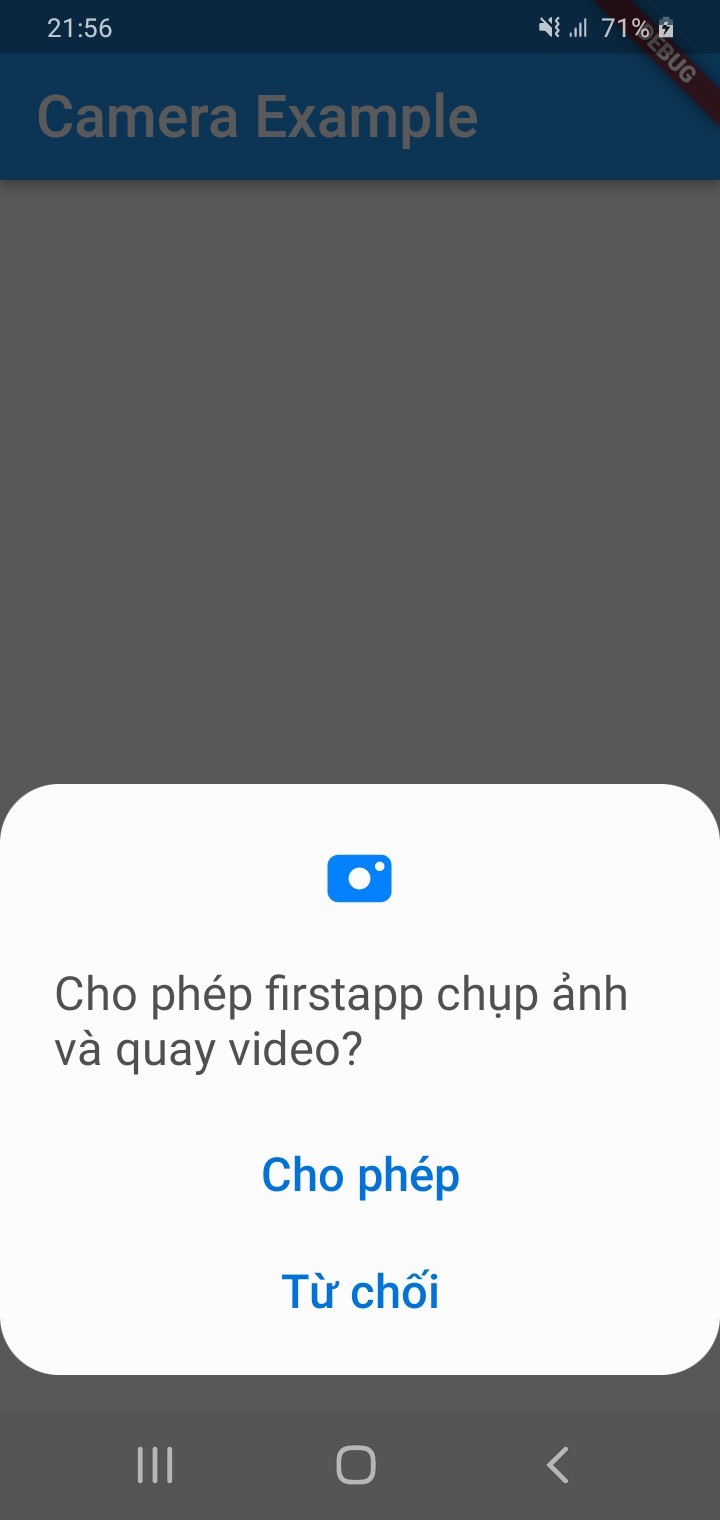 21:56
71%
DEBUG
Camera Example
Cho phép firstapp chụp ảnh
và quay video?
Cho phép
Từ chối